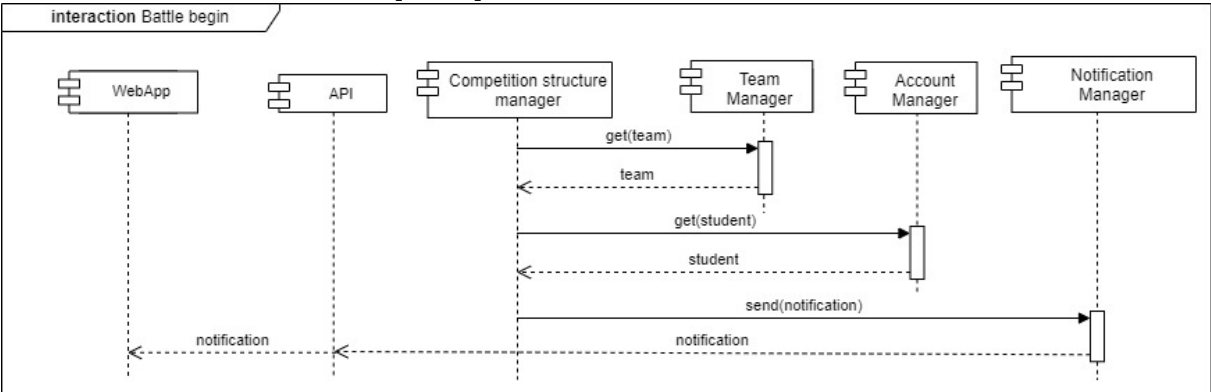 interaction Battle begin
WebApp
API
Competition structure
manager
Team
Manager
Account
Manager
Notification
Manager
get(team)
team
get(student)
student
send(notification)
notification
notification